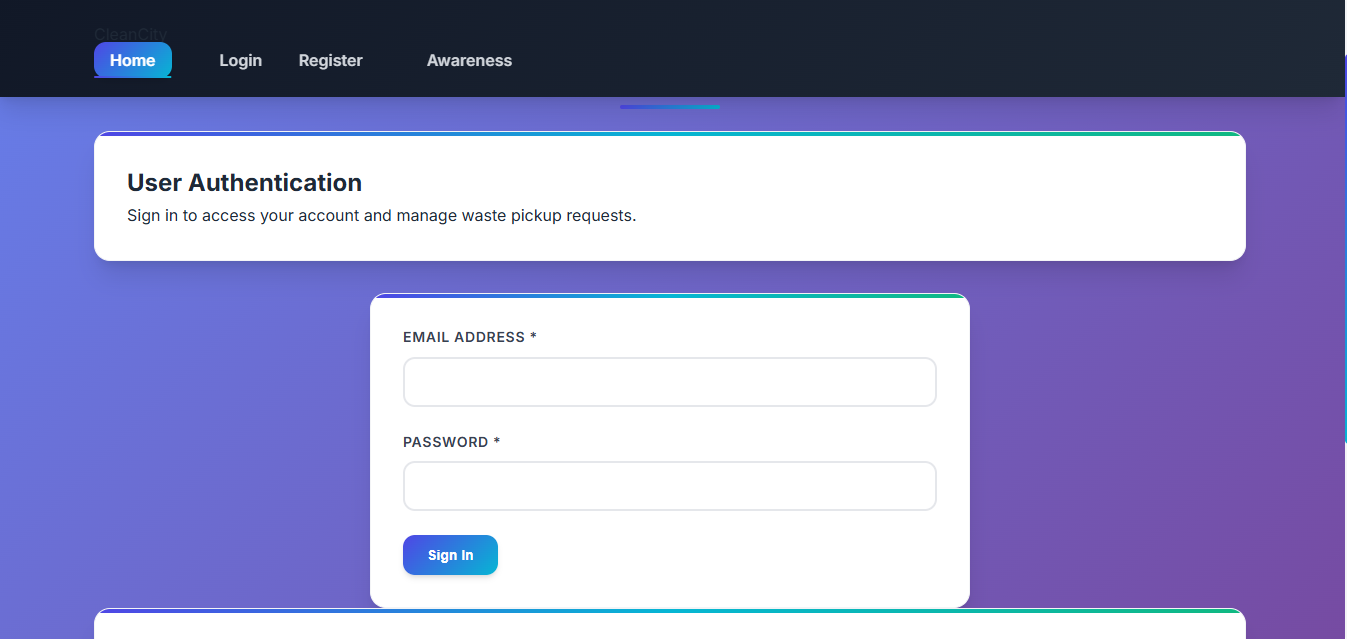 CleanCity
Home Login Register Awareness
User Authentication
Sign in to access your account and manage waste pickup requests.
EMAIL ADDRESS *
PASSWORD *
Sign In